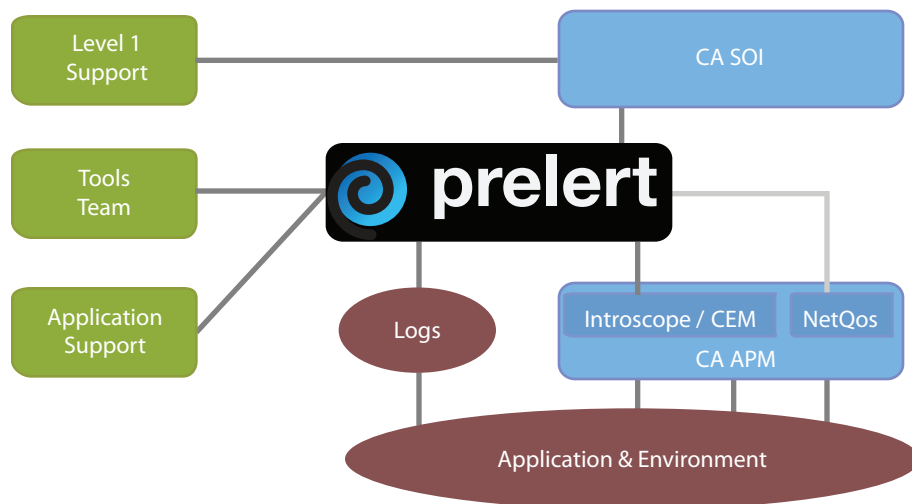 Level 1
Support
CA SOI
Tools
Team
prelert
Application
Support
Logs
Introscope / CEM
NetQos
CA APM
Application & Environment